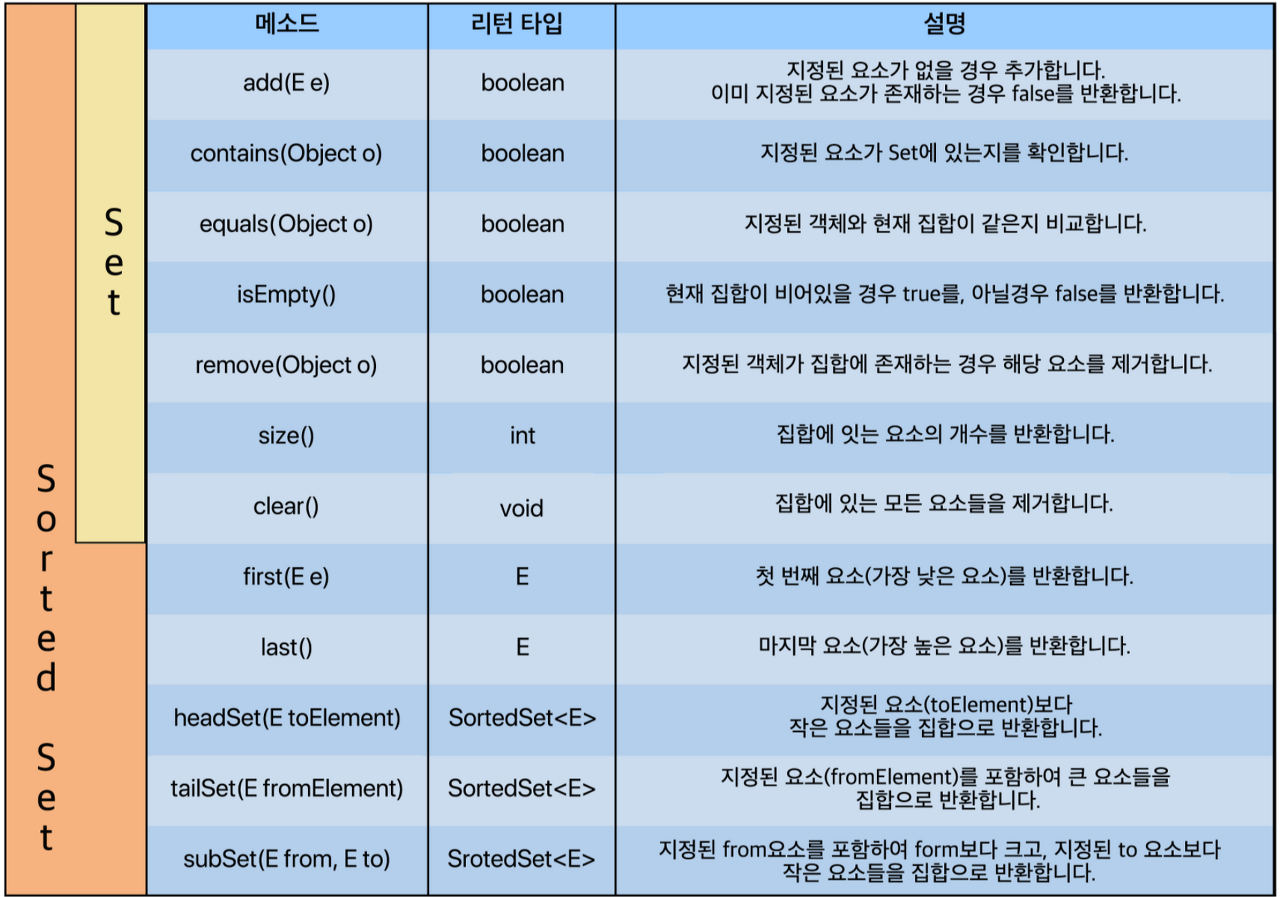 Set
Sorted Set
메소드 리턴 타입 설명
add(E e) boolean 지정된 요소가 없을 경우 추가합니다.
이미 지정된 요소가 존재하는 경우 false를 반환합니다.
contains(Object o) boolean 지정된 요소가 Set에 있는지를 확인합니다.
equals(Object o) boolean 지정된 객체와 현재 집합이 같은지 비교합니다.
isEmpty() boolean 현재 집합이 비어있을 경우 true를, 아닐경우 false를 반환합니다.
remove(Object o) boolean 지정된 객체가 집합에 존재하는 경우 해당 요소를 제거합니다.
size() int 집합에 잇는 요소의 개수를 반환합니다.
clear() void 집합에 있는 모든 요소들을 제거합니다.
first(E e) E 첫 번째 요소(가장 낮은 요소)를 반환합니다.
last() E 마지막 요소(가장 높은 요소)를 반환합니다.
headSet(E toElement) SortedSet<E> 지정된 요소(toElement)보다
작은 요소들을 집합으로 반환합니다.
tailSet(E fromElement) SortedSet<E> 지정된 요소(fromElement)를 포함하여 큰 요소들을
집합으로 반환합니다.
subSet(E from, E to) SrotedSet<E> 지정된 from요소를 포함하여 form보다 크고, 지정된 to 요소보다
작은 요소들을 집합으로 반환합니다.